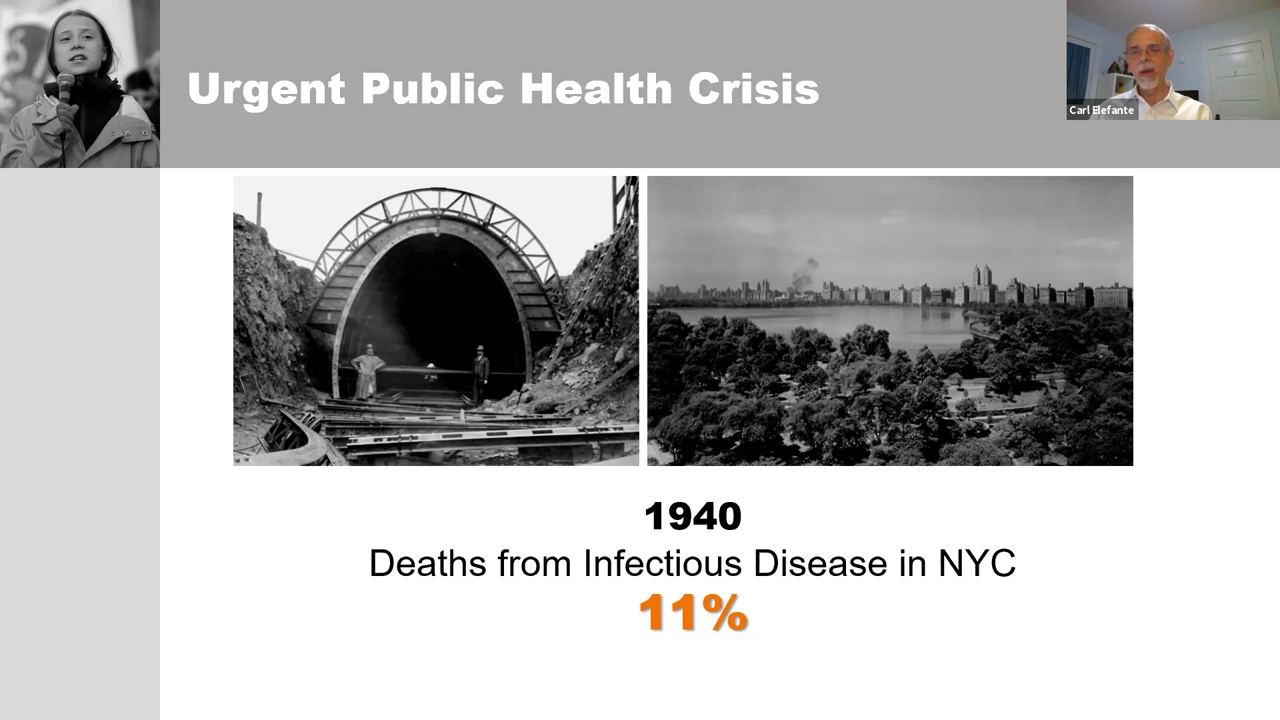 Urgent Public Health Crisis
Carl Elefante
1940
Deaths from Infectious Disease in NYC
11%